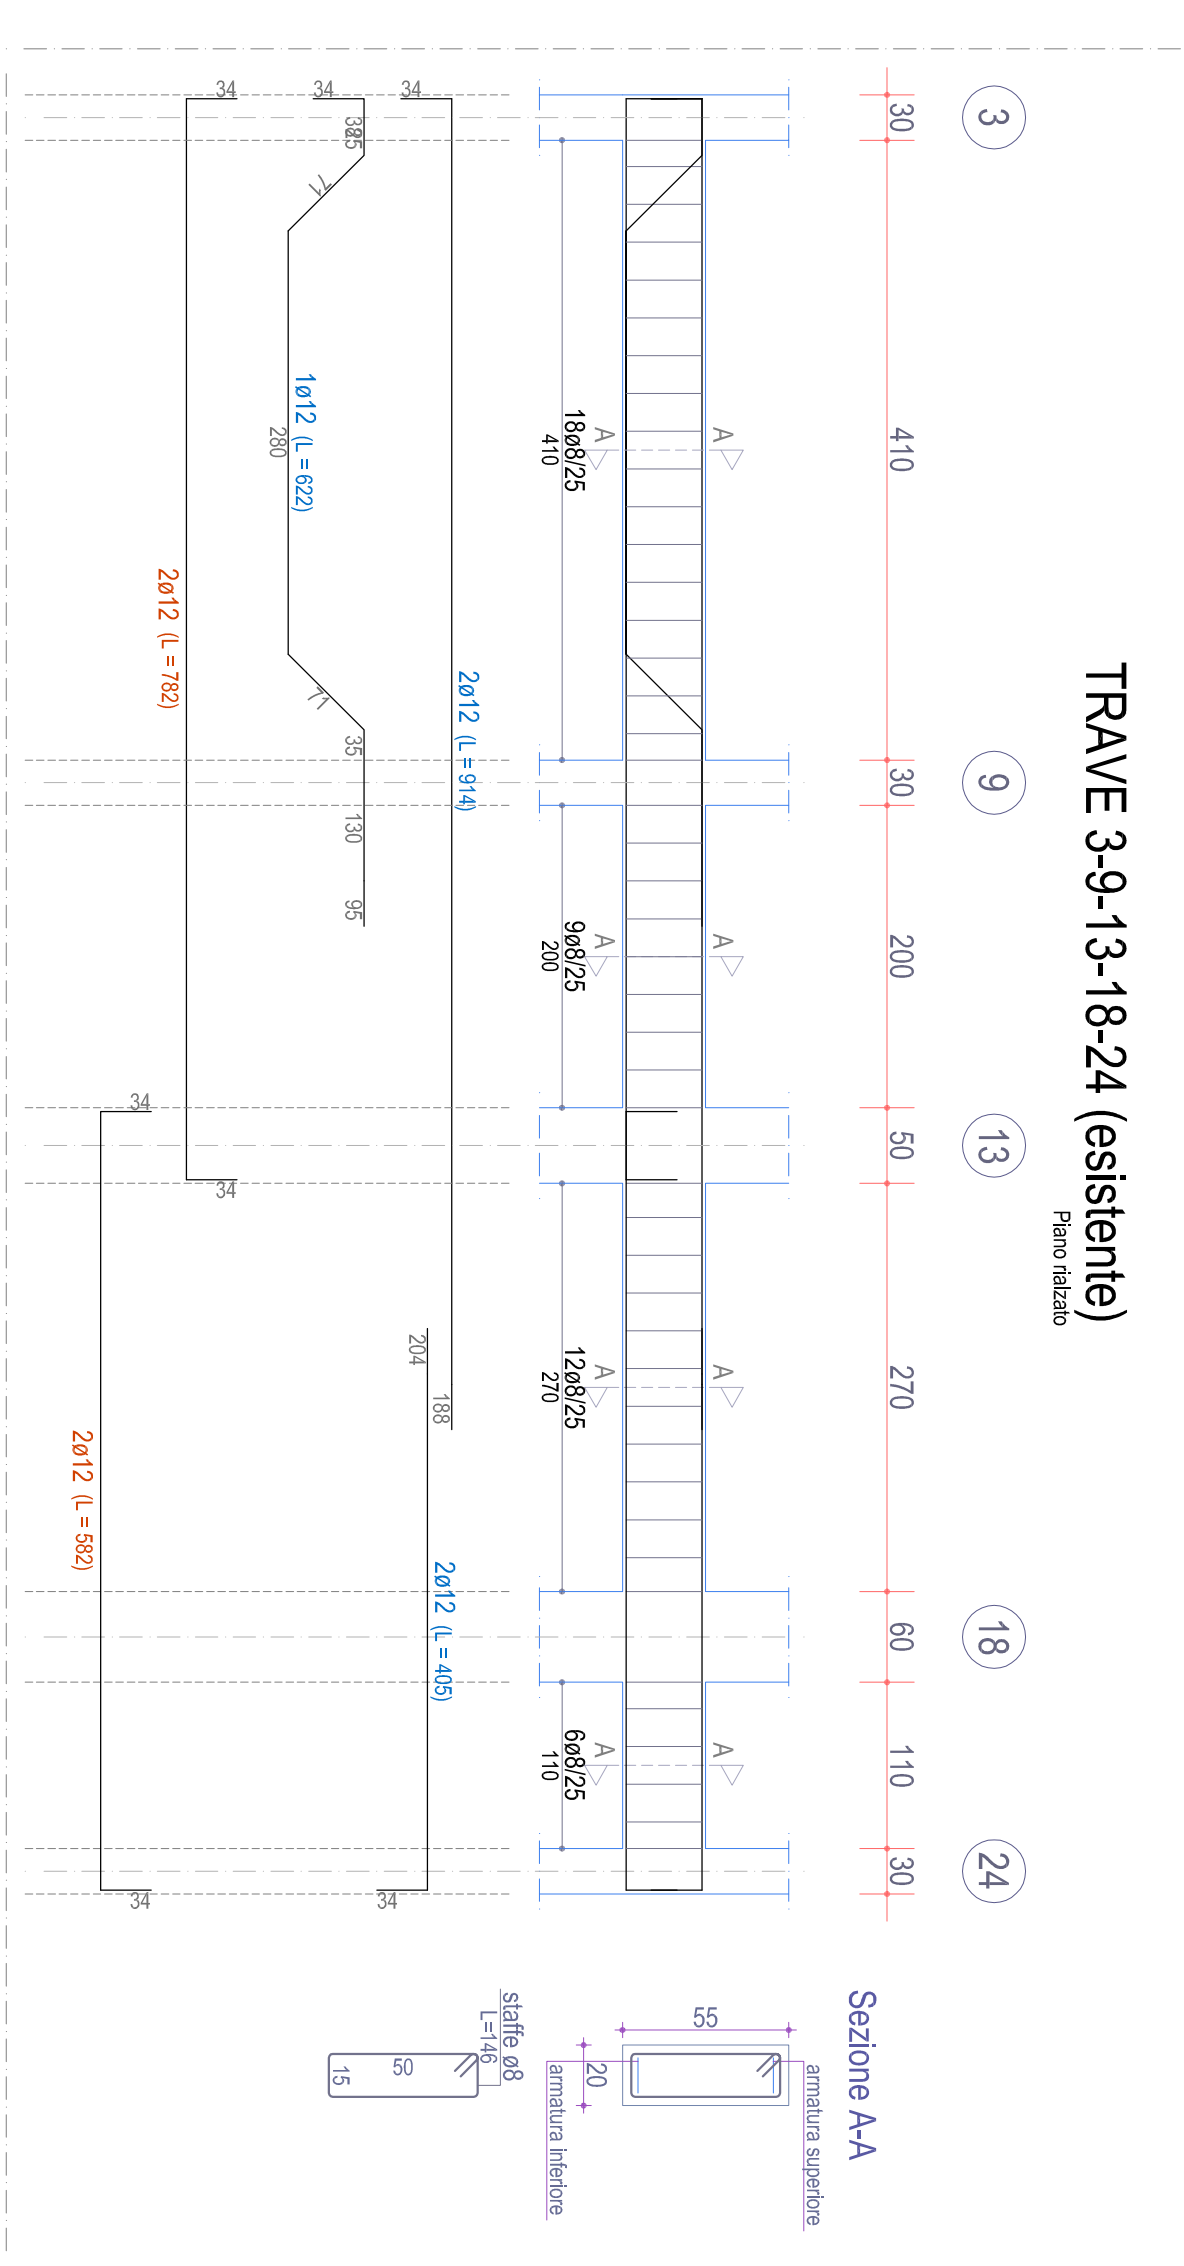 TRAVE 3-9-13-18-24 (esistente)
Piano rialzato
3
9
13
18
24
30
410
30
200
50
270
60
110
30
A
A
A
A
A
A
A
A
18ø8/25
410
9ø8/25
200
12ø8/25
270
6ø8/25
110
34
2ø12 (L = 914)
188
204
2ø12 (L = 405)
34
34
35
130
95
71
1ø12 (L = 622)
280
71
34
2ø12 (L = 782)
34
34
2ø12 (L = 582)
34
Sezione A-A
armatura superiore
55
20
armatura inferiore
staffe ø8
L=146
50
15